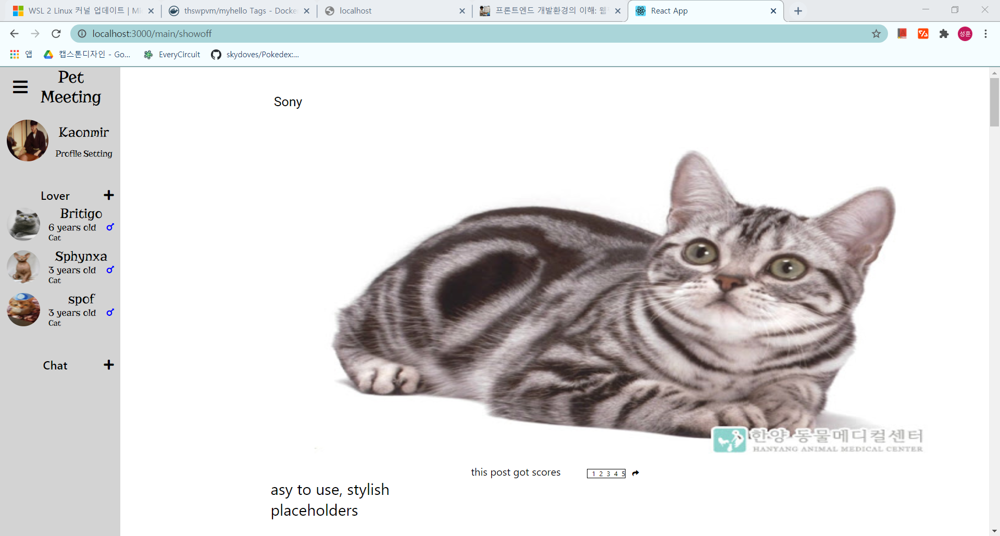 WSL 2 Linux 커널 업데이트 | Mi
thswpvm/myhello Tags - Docke
localhost
프론트엔드 개발환경의 이해: 웹
React App
localhost:3000/main/showoff
성훈
앱
캡스톤디자인 - Go...
EveryCircuit
skydoves/Pokedex:...
Pet
Meeting
Kaonmir
Profile Setting
Lover
Britigo
6 years old
Cat
Sphynxa
3 years old
Cat
spof
3 years old
Cat
Chat
Sony
한양 동물메디컬센터
HANYANG ANIMAL MEDICAL CENTER
this post got scores
1 2 3 4 5
asy to use, stylish
placeholders